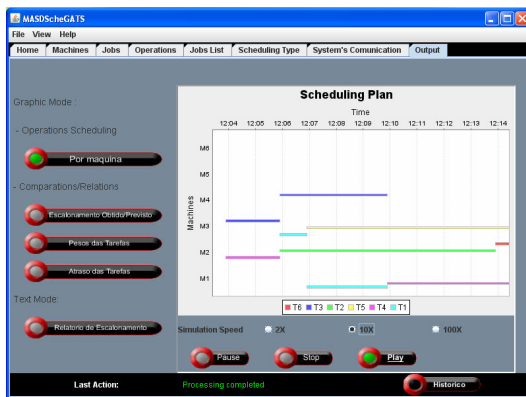 MASDScheGATS
File View Help
Home Machines Jobs Operations Jobs List Scheduling Type System's Comunication Output
Graphic Mode :
- Operations Scheduling
Por maquina
- Comparations/Relations
Escalonamento Obtido/Previsto
Pesos das Tarefas
Atraso das Tarefas
Text Mode:
Relatorio de Escalonamento
Scheduling Plan
Time
12:04 12:05 12:06 12:07 12:08 12:09 12:10 12:11 12:12 12:13 12:14
Machines
M6
M5
M4
M3
M2
M1
T6 T3 T2 T5 T4 T1
Simulation Speed 2X 10X 100X
Pause Stop Play
Last Action: Processing completed Historico